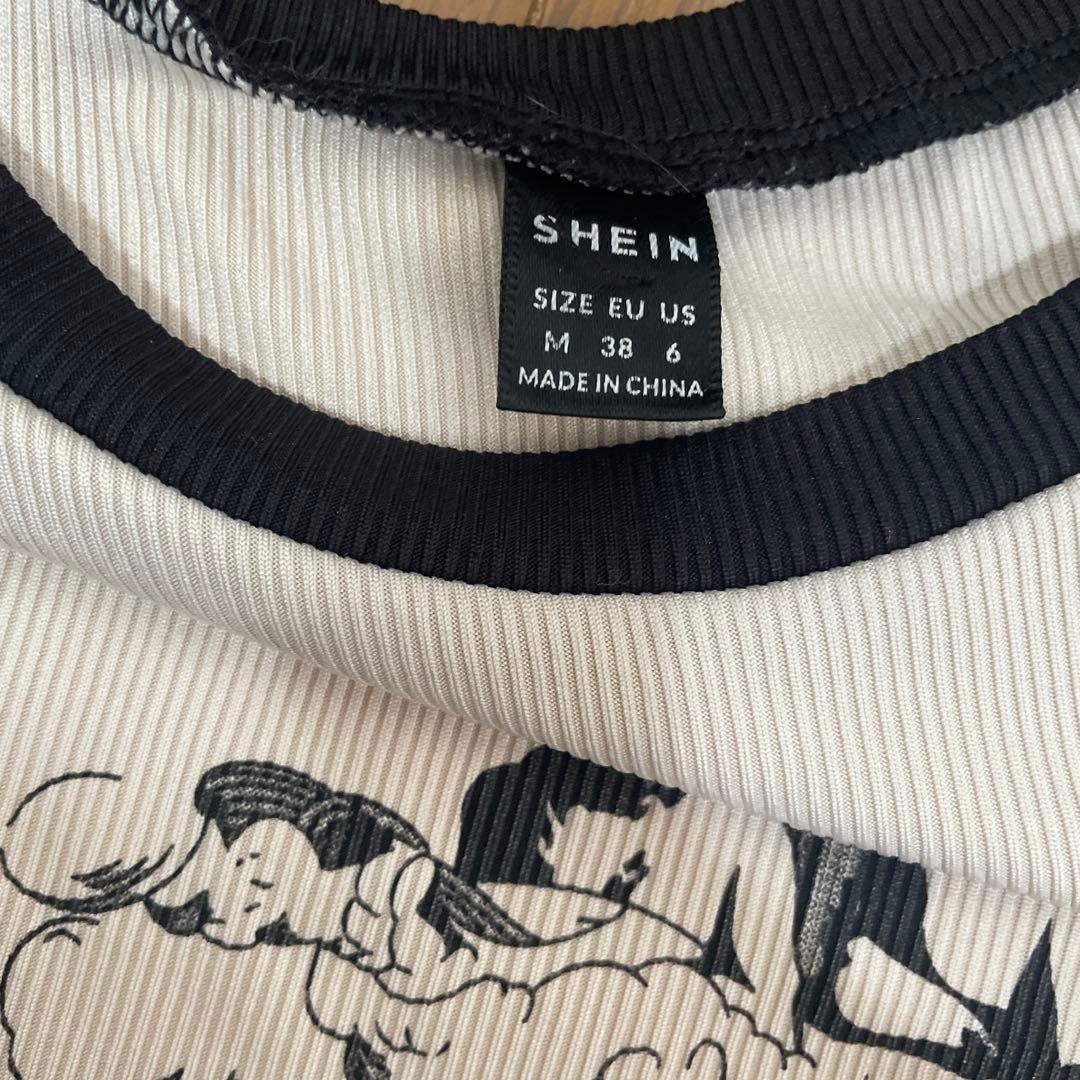 SHEIN
SIZE EU US
M 38 6
MADE IN CHINA